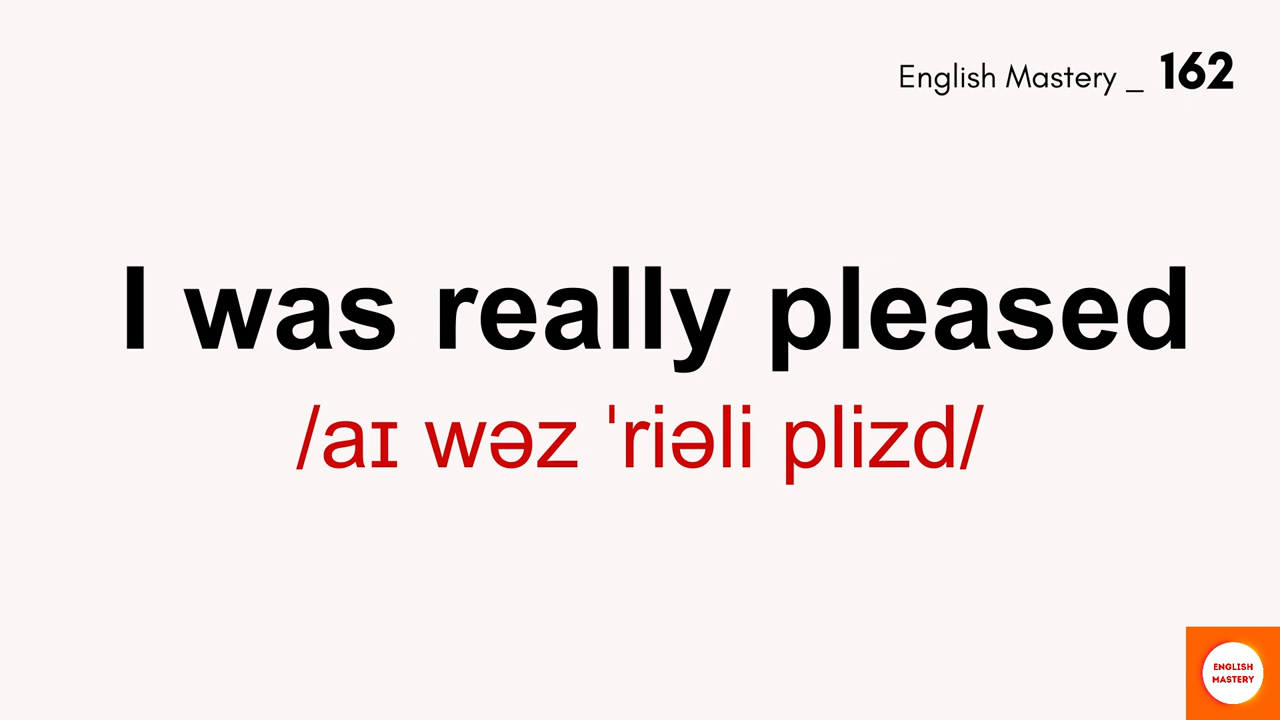 English Mastery _ 162
I was really pleased
/aɪ wəz ˈriəli plizd/
ENGLISH
MASTERY